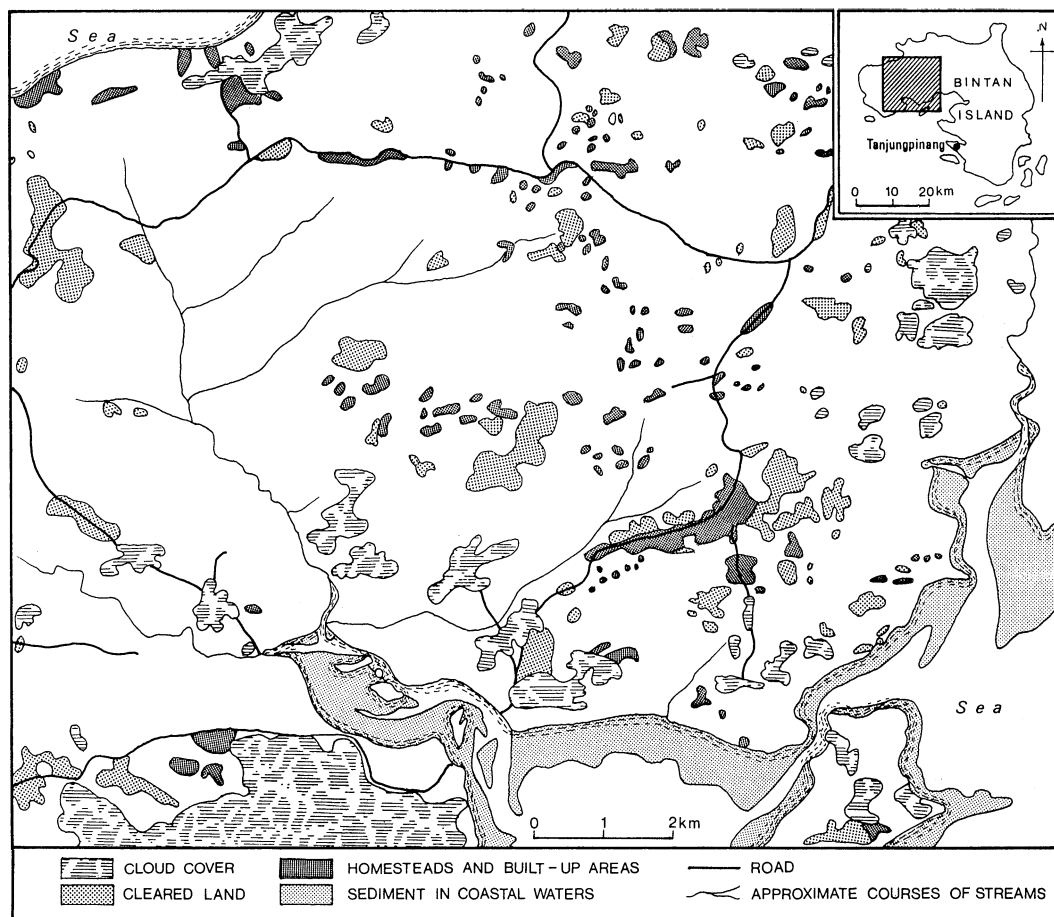 Sea
N
BINTAN
ISLAND
Tanjungpinang
0 10 20km
Sea
0 1 2km
CLOUD COVER
HOMESTEADS AND BUILT-UP AREAS
ROAD
CLEARED LAND
SEDIMENT IN COASTAL WATERS
APPROXIMATE COURSES OF STREAMS